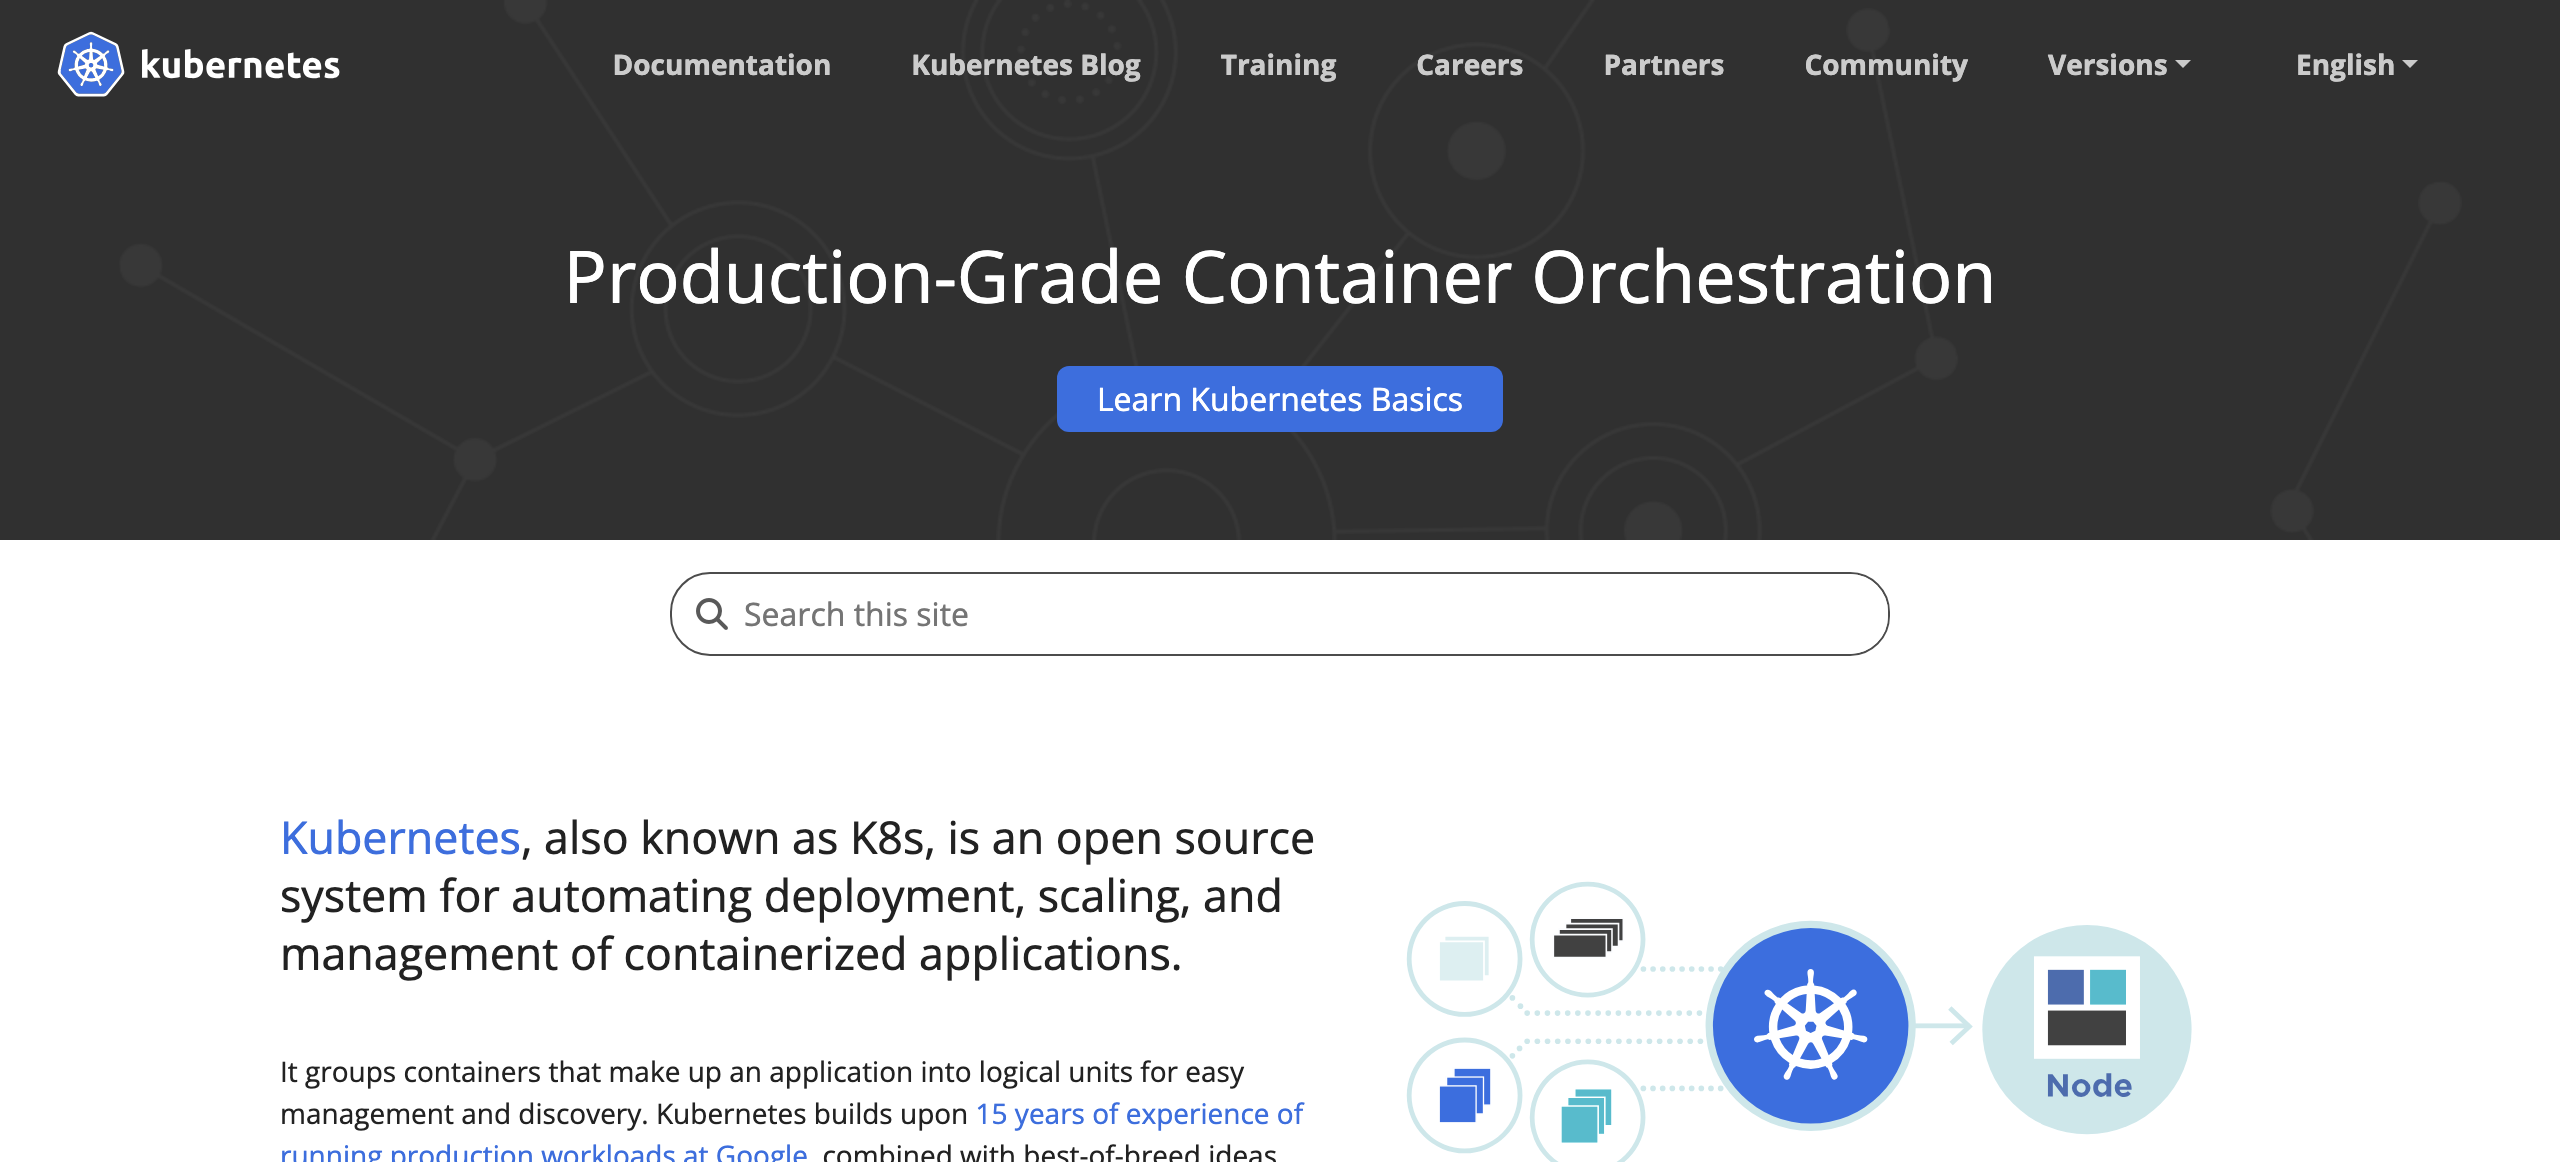 kubernetes
Documentation Kubernetes Blog Training Careers Partners Community Versions English
Production-Grade Container Orchestration
Learn Kubernetes Basics
Search this site
Kubernetes, also known as K8s, is an open source
system for automating deployment, scaling, and
management of containerized applications.
It groups containers that make up an application into logical units for easy
management and discovery. Kubernetes builds upon 15 years of experience of
running production workloads at Google, combined with best-of-breed ideas
Node